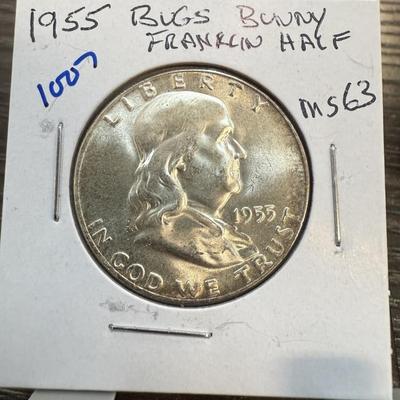 1955 BUGS BUNNY
FRANKLIN HALF
1007
MS63
LIBERTY
1955
IN GOD WE TRUST